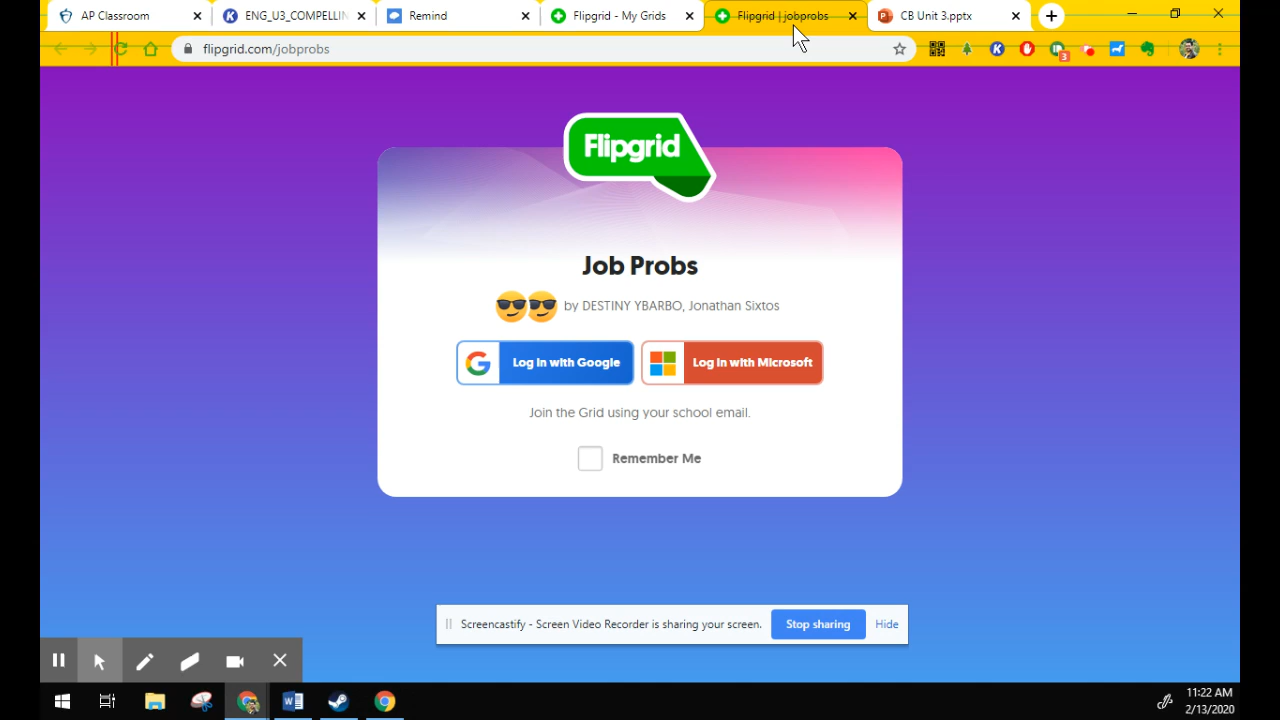 AP Classroom
ENG_U3_COMPELLIN
Remind
Flipgrid - My Grids
Flipgrid | jobprobs
CB Unit 3.pptx
flipgrid.com/jobprobs
3
Flipgrid
Job Probs
by DESTINY YBARBO, Jonathan Sixtos
Log in with Google
Log in with Microsoft
Join the Grid using your school email.
Remember Me
Screencastify - Screen Video Recorder is sharing your screen.
Stop sharing
Hide
11:22 AM
2/13/2020